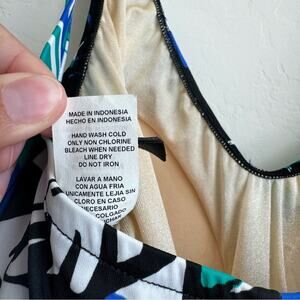 MADE IN INDONESIA
HECHO EN INDONESIA
HAND WASH COLD
ONLY NON CHLORINE
BLEACH WHEN NEEDED
LINE DRY
DO NOT IRON
LAVAR A MANO
CON AGUA FRIA
UNICAMENTE LEJIA SIN
CLORO EN CASO
NECESARIO